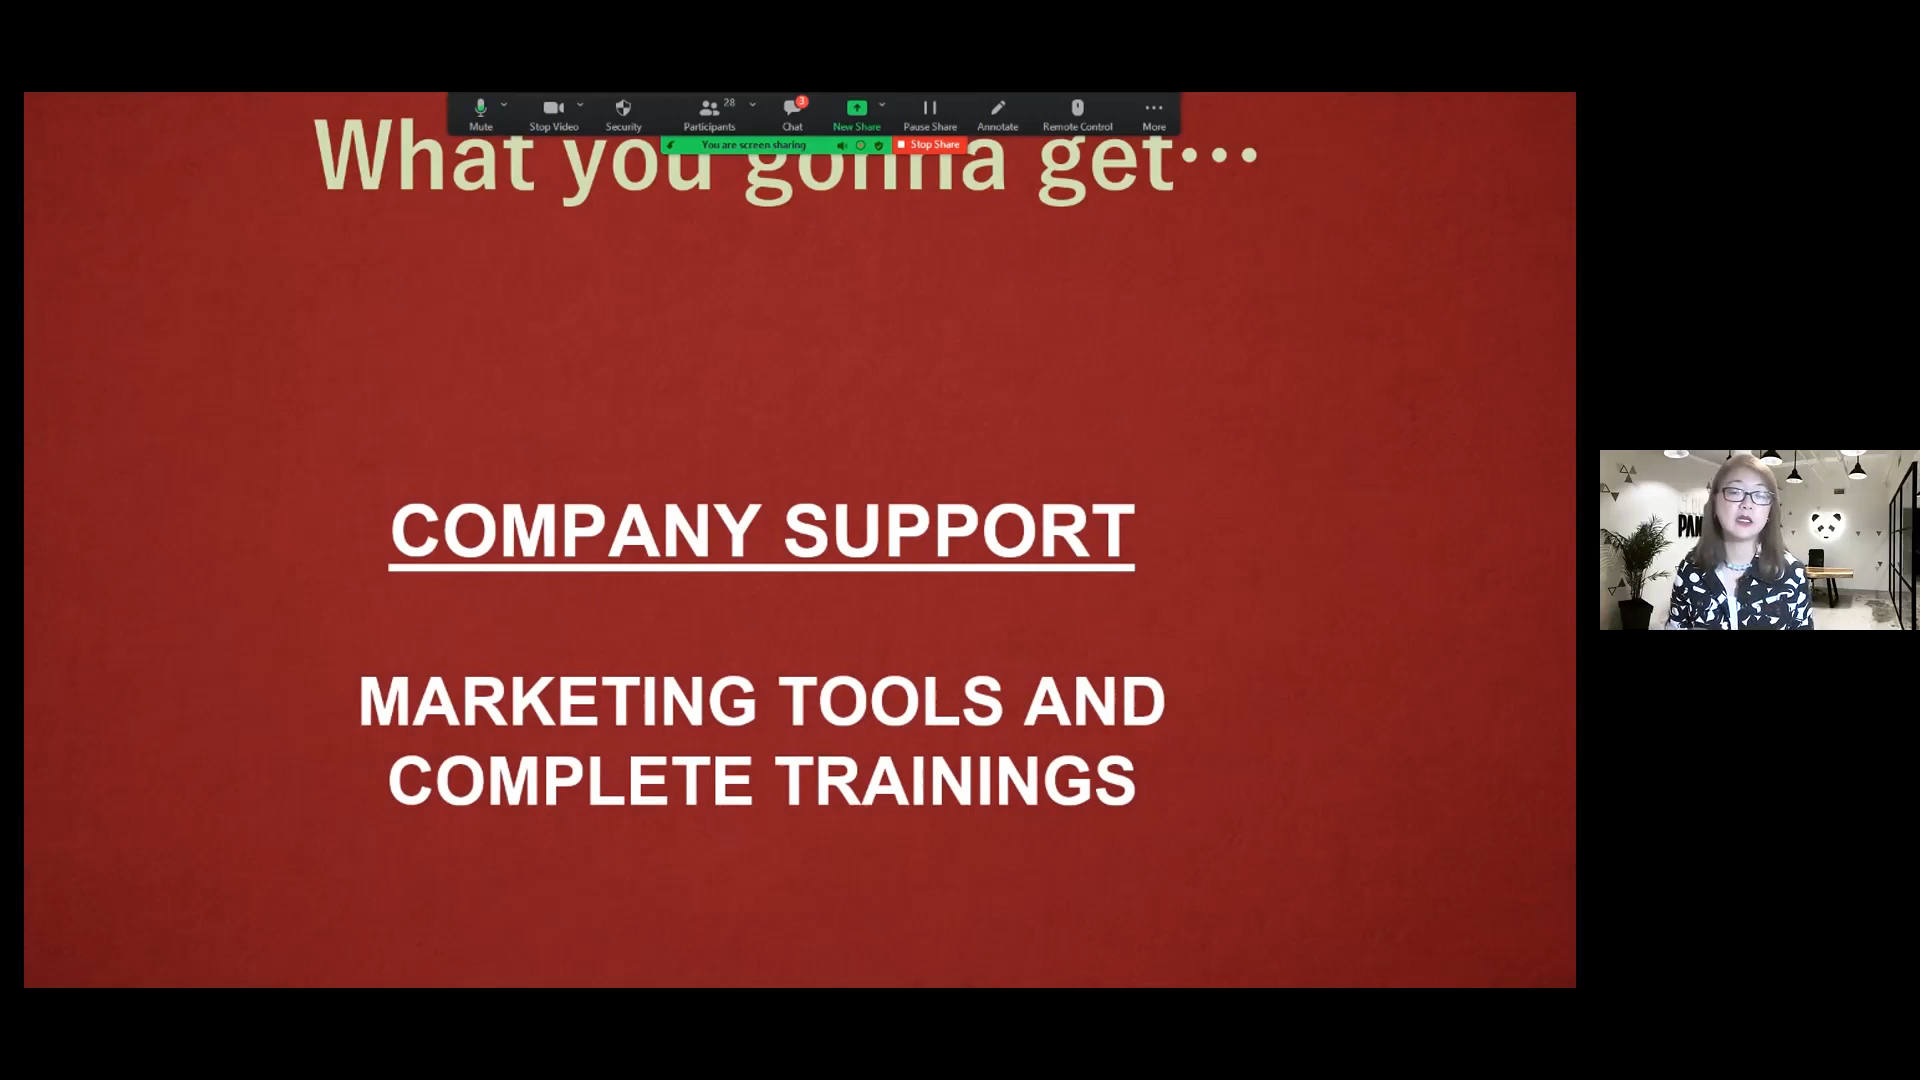 28
3
Mute
Stop Video
Security
Participants
Chat
New Share
Pause Share
Annotate
Remote Control
More
You are screen sharing
Stop Share
What you gonna get...
COMPANY SUPPORT
MARKETING TOOLS AND
COMPLETE TRAININGS